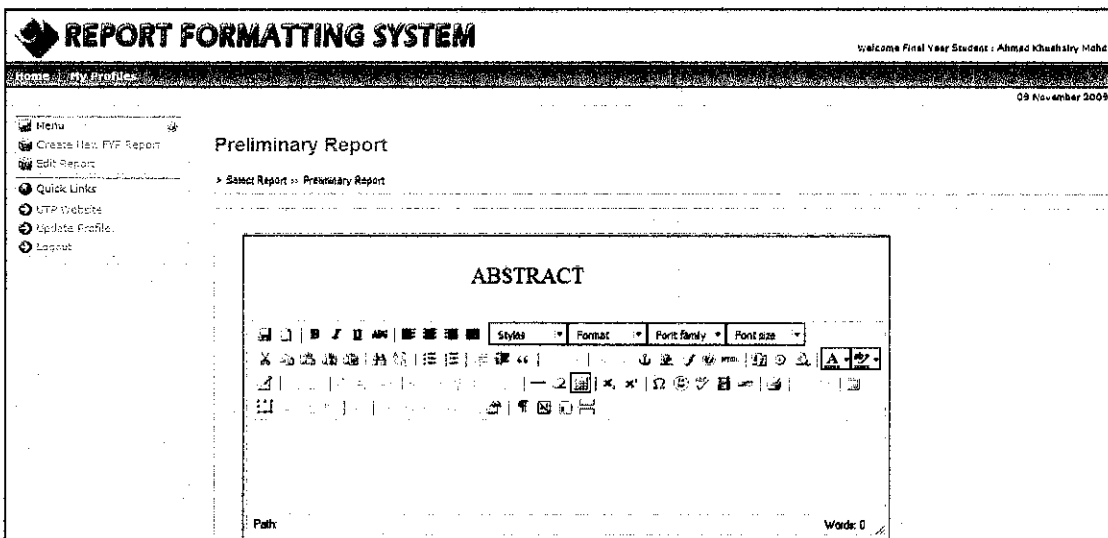 REPORT FORMATTING SYSTEM
Welcome Final Year Student : Ahmad Khushairy Mohd
Home My Profiles
09 November 2009
Menu
Create New FYP Report
Edit Report
Quick Links
UTP Website
Update Profile
Logout
Preliminary Report
> Select Report >> Preliminary Report
ABSTRACT
B I U ABC Styles Format Font family Font size
HTML A
x, x' Ω
¶
Path:
Words: 0